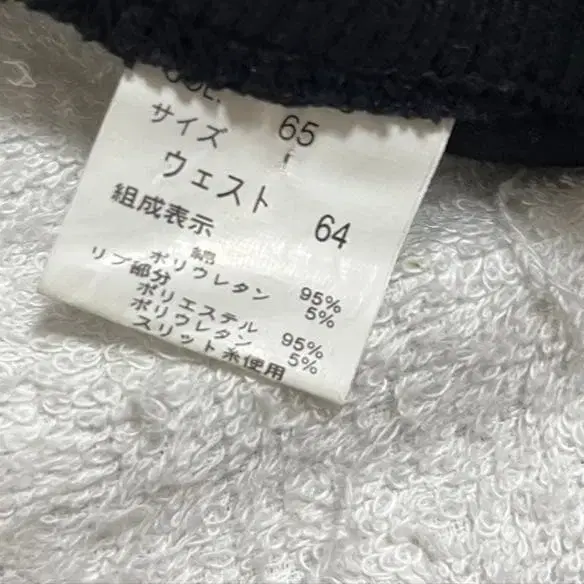 サイズ 65
ウェスト 64
組成表示
綿 95%
ポリウレタン 5%
リブ部分
ポリエステル 95%
ポリウレタン 5%
スリット糸使用